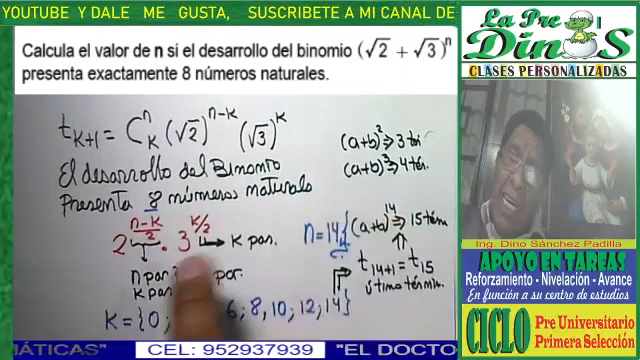 YOUTUBE Y DALE ME GUSTA, SUSCRIBETE A MI CANAL DE
La Pre
DinoS
CLASES PERSONALIZADAS
Calcula el valor de n si el desarrollo del binomio (√2 + √3)^n
presenta exactamente 8 números naturales.
t_{K+1} = C^n_K (√2)^{n-K} (√3)^K
(a+b)^2 ⇒ 3
(a+b)^3 ⇒ 4 tér.
El desarrollo del Binomio
Presenta 8 números naturales
2^{(n-K)/2} · 3^{K/2} → K par.
n = 14 { (a+b)^14 ⇒ 15 térm
n par
K par
t_{14+1} = t_15
último términ.
K = {0; 6; 8, 10; 12; 14}
Ing. Dino Sánchez Padilla
APOYO EN TAREAS
Reforzamiento - Nivelación - Avance
En función a su centro de estudios
CICLO Pre Universitario
Primera Selección
MÁTICAS" CEL: 952937939 "EL DOCTO